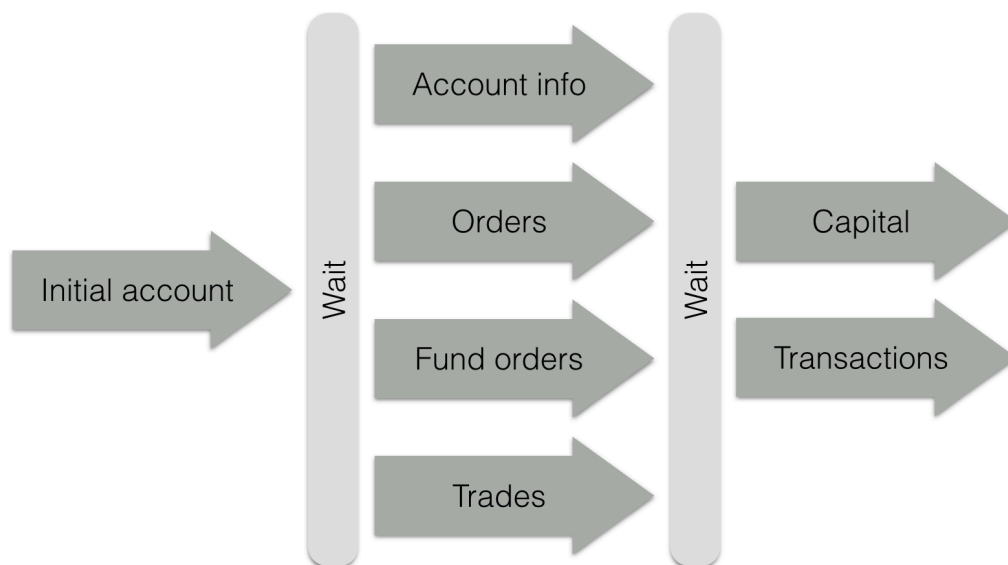 Initial account
Wait
Account info
Orders
Fund orders
Trades
Wait
Capital
Transactions